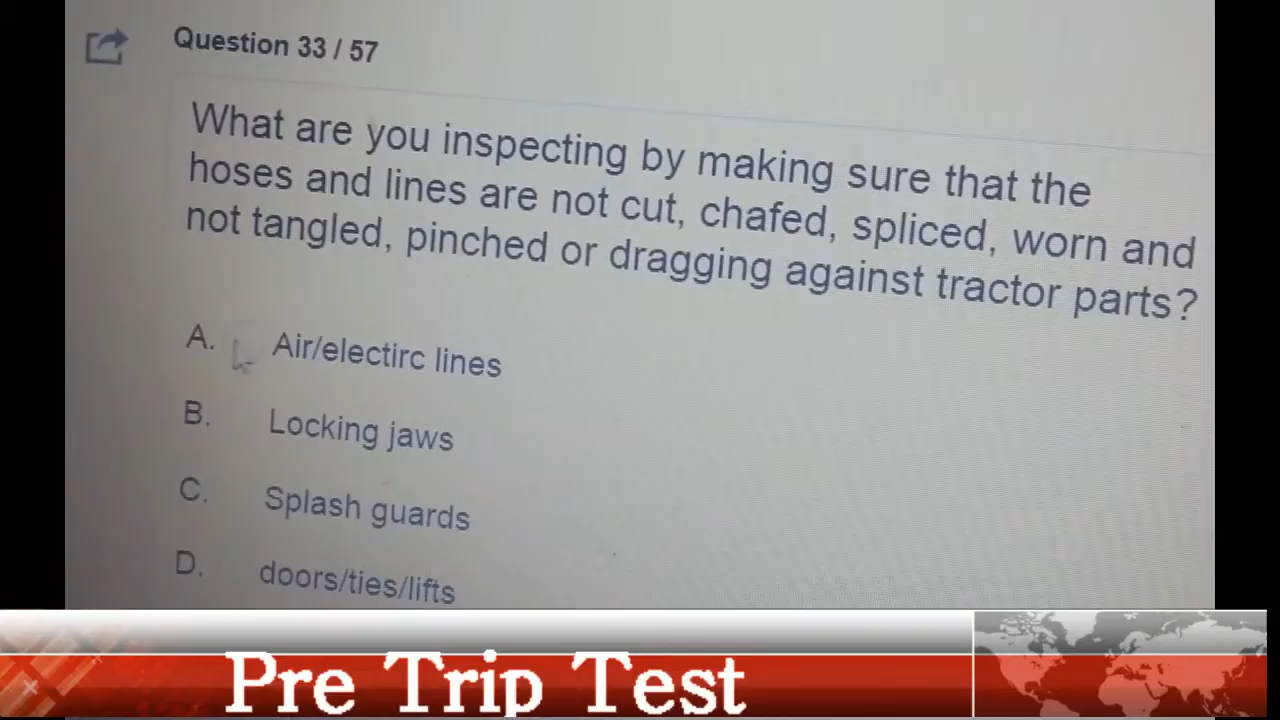 Question 33 / 57
What are you inspecting by making sure that the
hoses and lines are not cut, chafed, spliced, worn and
not tangled, pinched or dragging against tractor parts?
A. Air/electirc lines
B. Locking jaws
C. Splash guards
D. doors/ties/lifts
Pre Trip Test